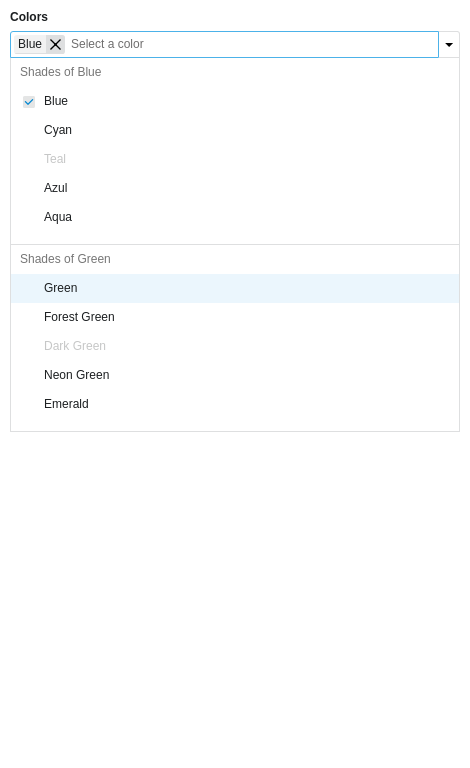 Colors
Blue Select a color
Shades of Blue
Blue
Cyan
Teal
Azul
Aqua
Shades of Green
Green
Forest Green
Dark Green
Neon Green
Emerald